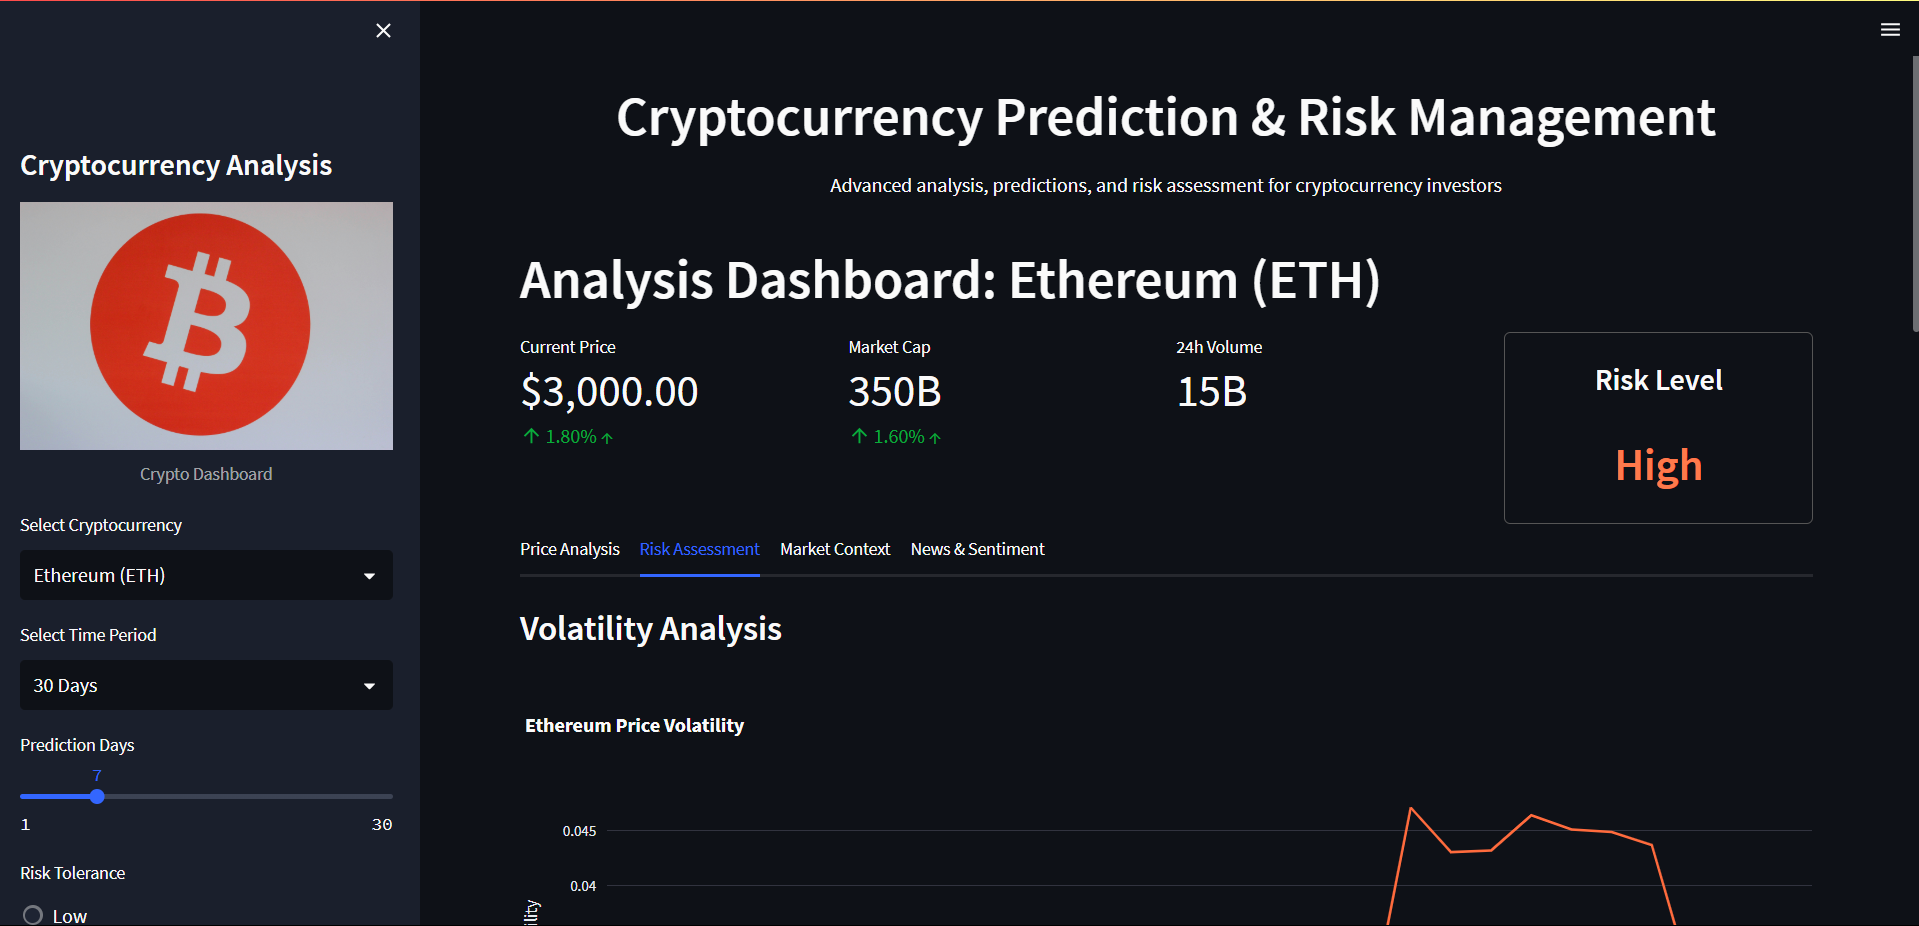 Cryptocurrency Analysis
Crypto Dashboard
Select Cryptocurrency
Ethereum (ETH)
Select Time Period
30 Days
Prediction Days
7
1 30
Risk Tolerance
Low
Cryptocurrency Prediction & Risk Management
Advanced analysis, predictions, and risk assessment for cryptocurrency investors
Analysis Dashboard: Ethereum (ETH)
Current Price
$3,000.00
↑ 1.80% ↑
Market Cap
350B
↑ 1.60% ↑
24h Volume
15B
Risk Level
High
Price Analysis Risk Assessment Market Context News & Sentiment
Volatility Analysis
Ethereum Price Volatility
0.045
0.04